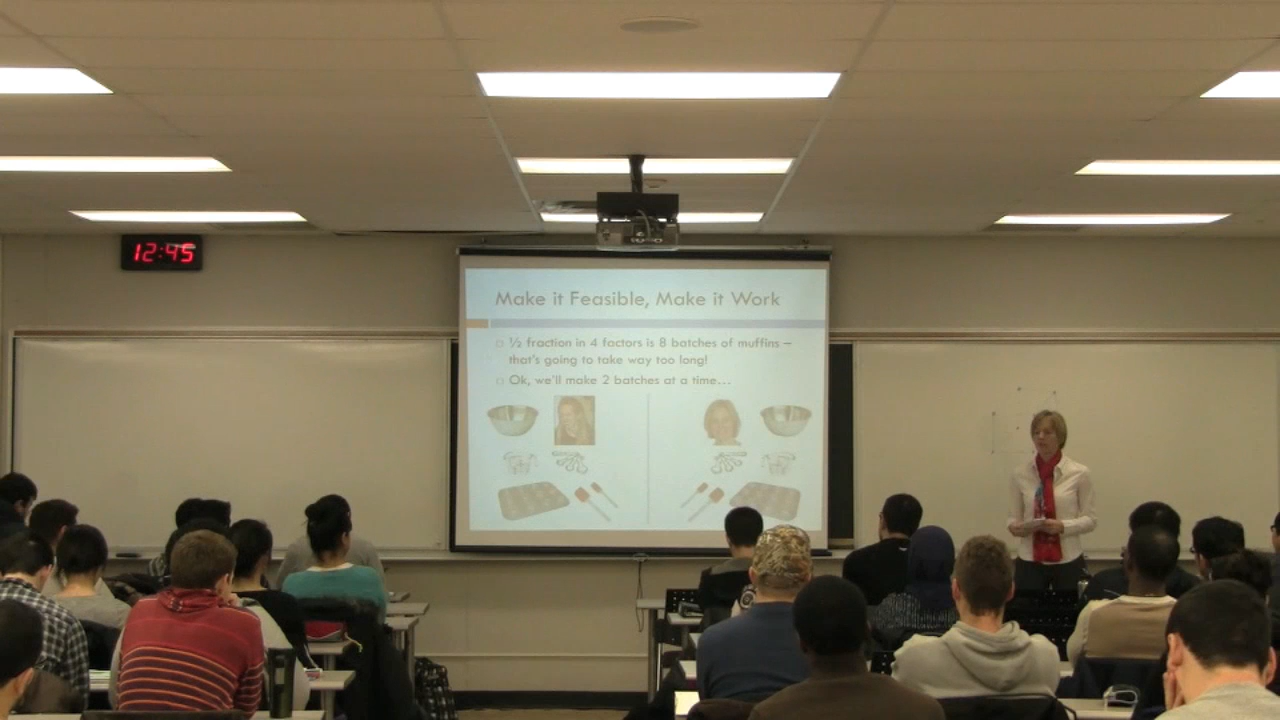 12:45
Make it Feasible, Make it Work
½ fraction in 4 factors is 8 batches of muffins –
that's going to take way too long!
Ok, we'll make 2 batches at a time...